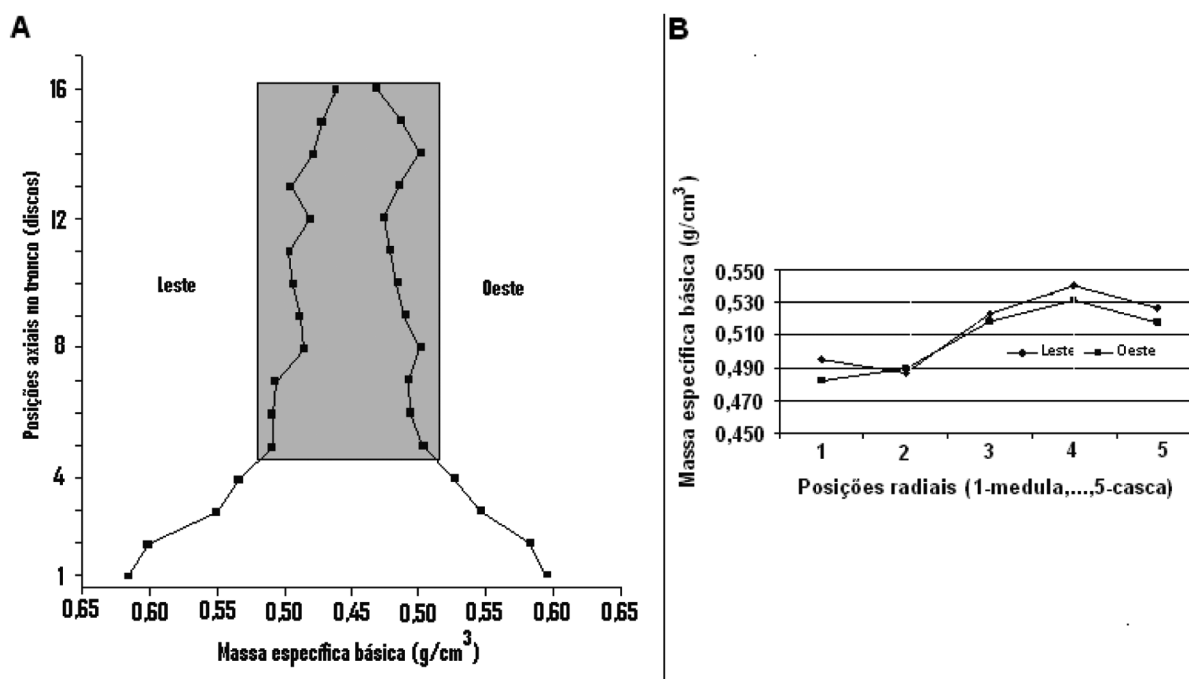 A
Posições axiais no tronco (discos)
16
12
8
4
1
Leste
Oeste
0,65 0,60 0,55 0,50 0,45 0,50 0,55 0,60 0,65
Massa específica básica (g/cm³)
B
Massa específica básica (g/cm³)
0,550
0,530
0,510
0,490
0,470
0,450
Leste Oeste
1 2 3 4 5
Posições radiais (1-medula,...,5-casca)